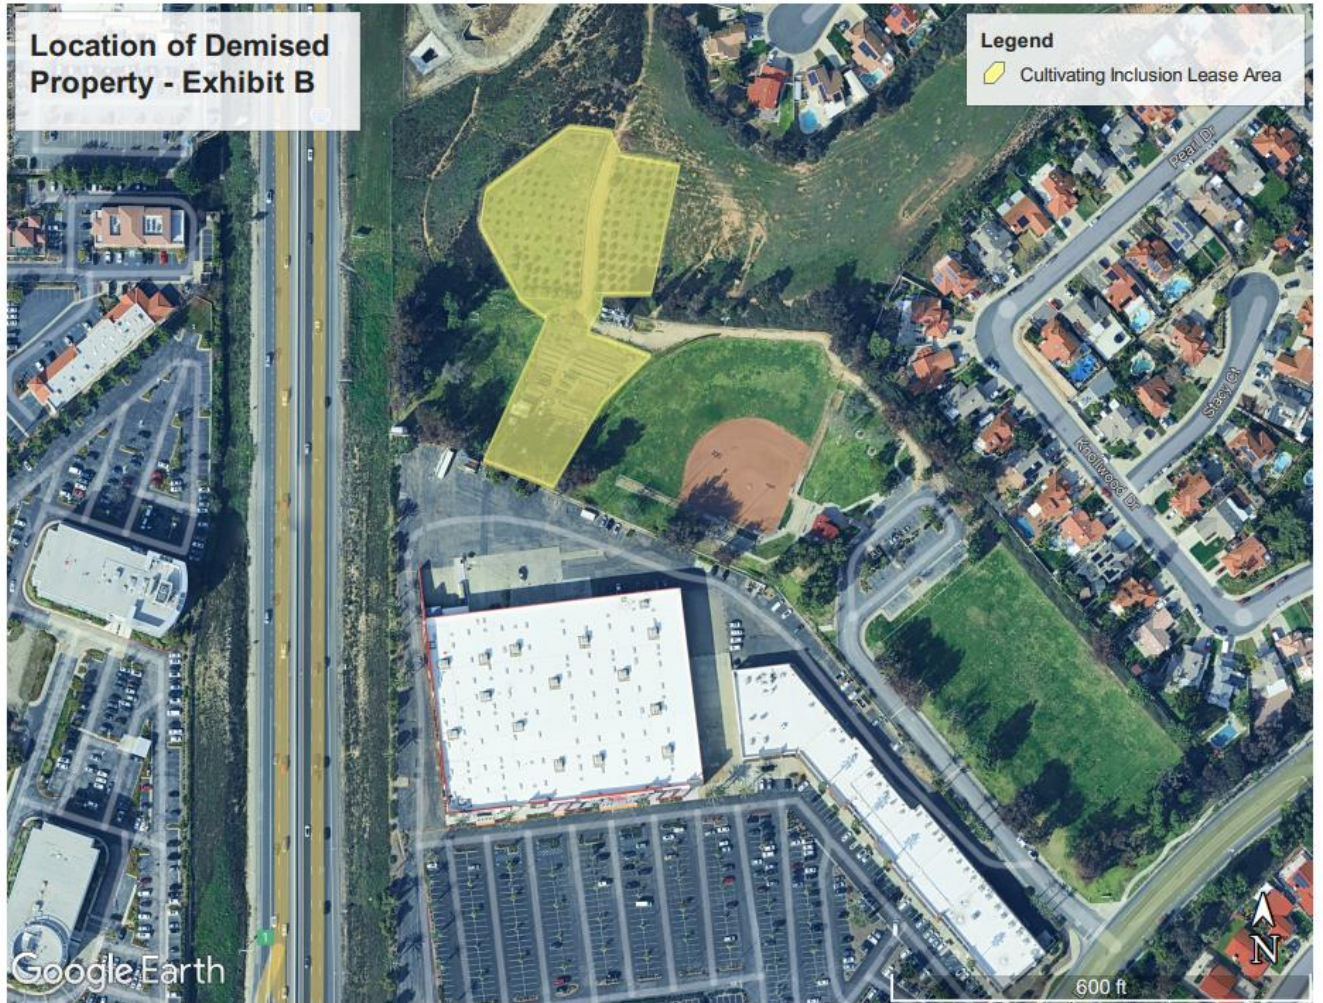 Location of Demised
Property - Exhibit B
Legend
Cultivating Inclusion Lease Area
Pearl Dr
Stacy Ct
Knollwood Dr
Google Earth
N
600 ft